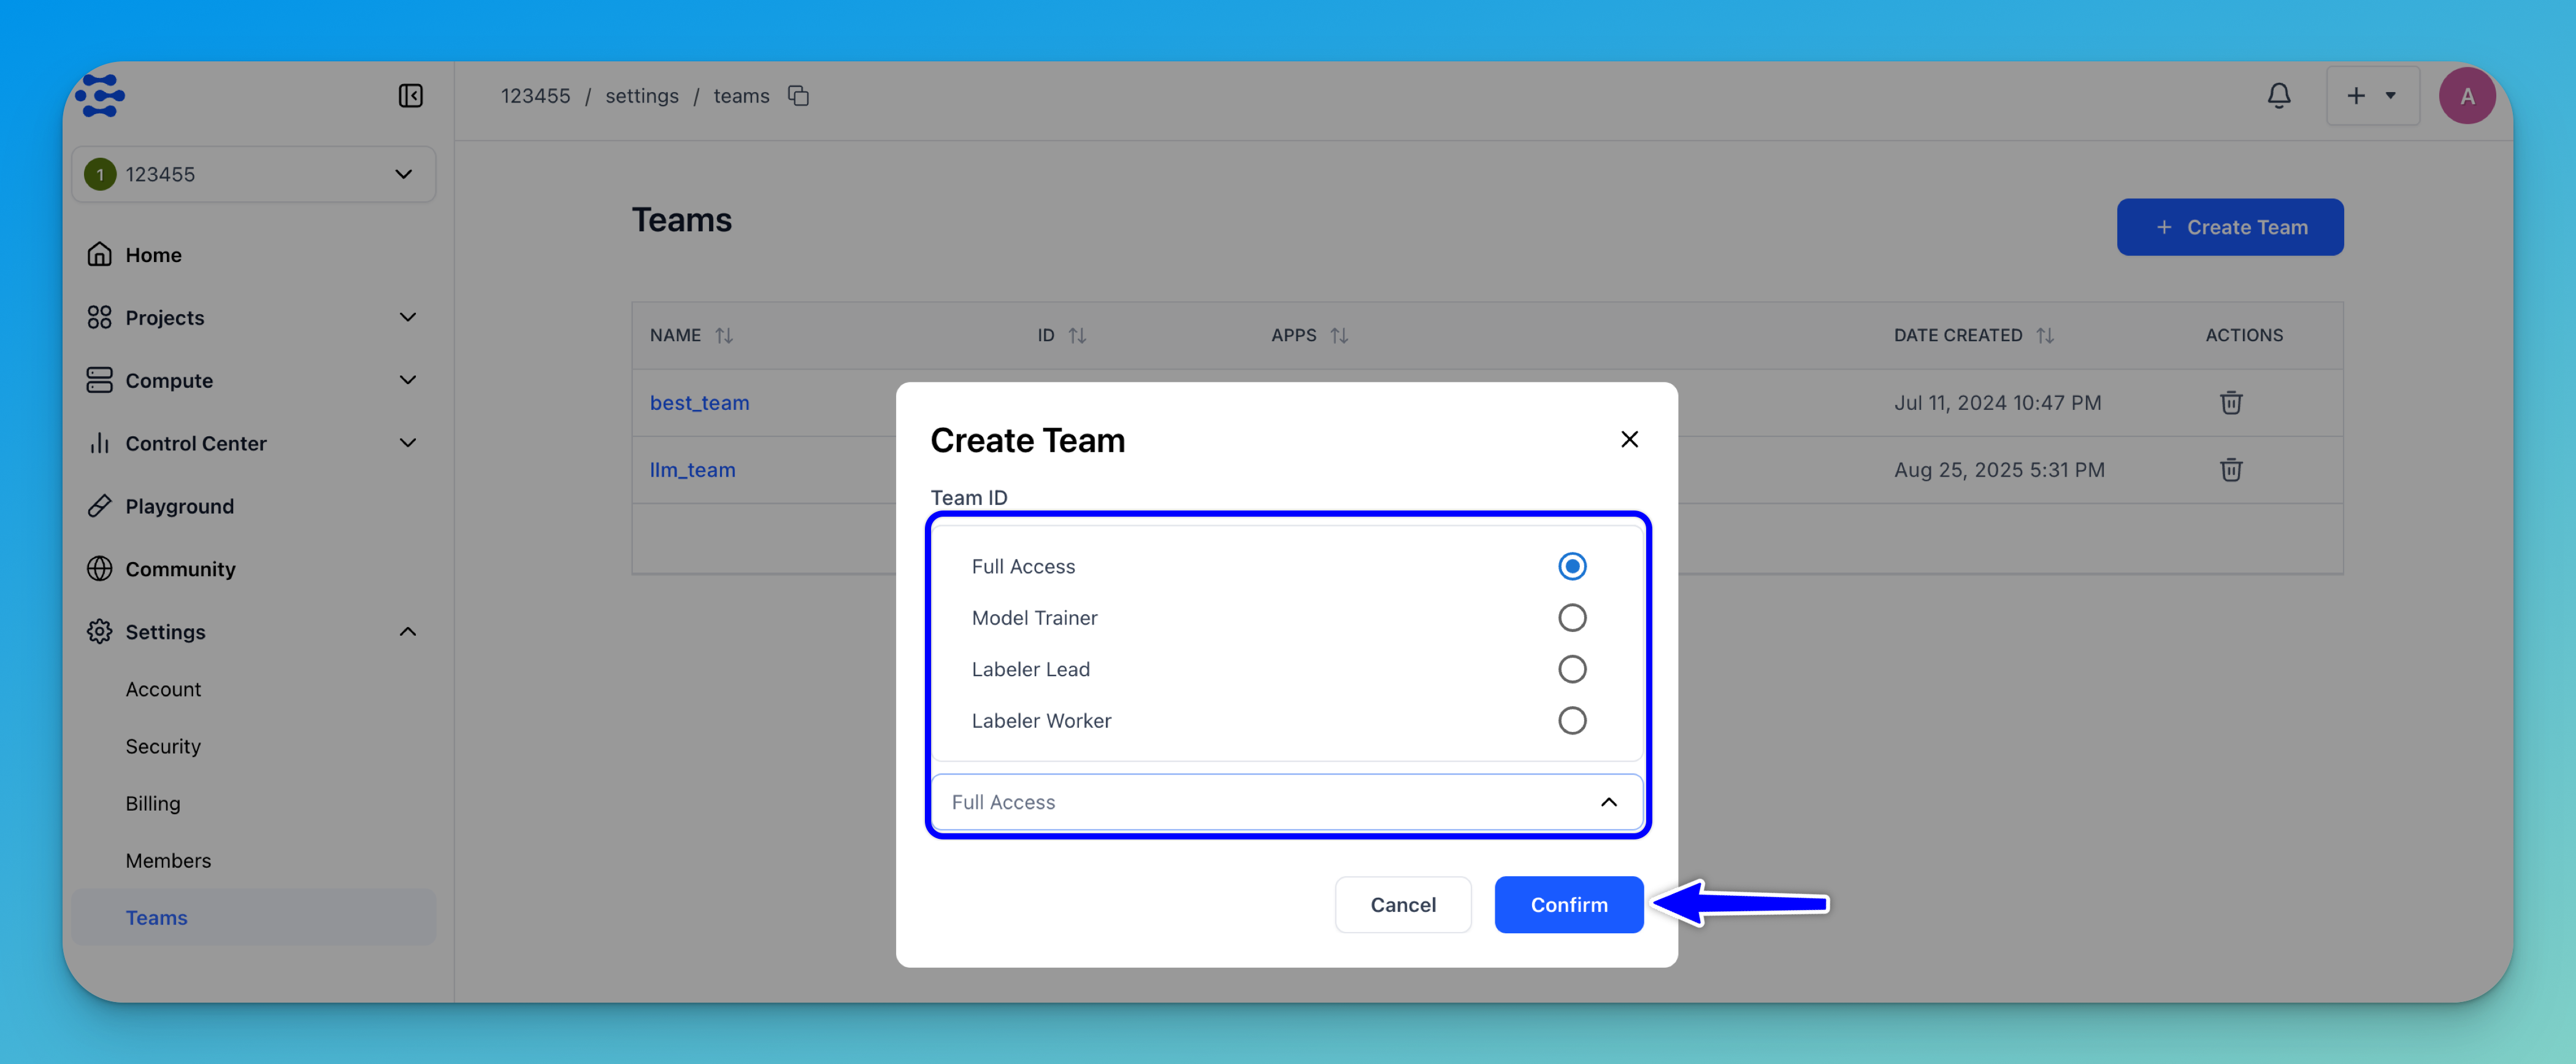 123455 / settings / teams
A
1 123455
Home
Projects
Compute
Control Center
Playground
Community
Settings
Account
Security
Billing
Members
Teams
Teams
+ Create Team
NAME ID APPS DATE CREATED ACTIONS
best_team Jul 11, 2024 10:47 PM
llm_team Aug 25, 2025 5:31 PM
Create Team
Team ID
Full Access
Model Trainer
Labeler Lead
Labeler Worker
Full Access
Cancel Confirm